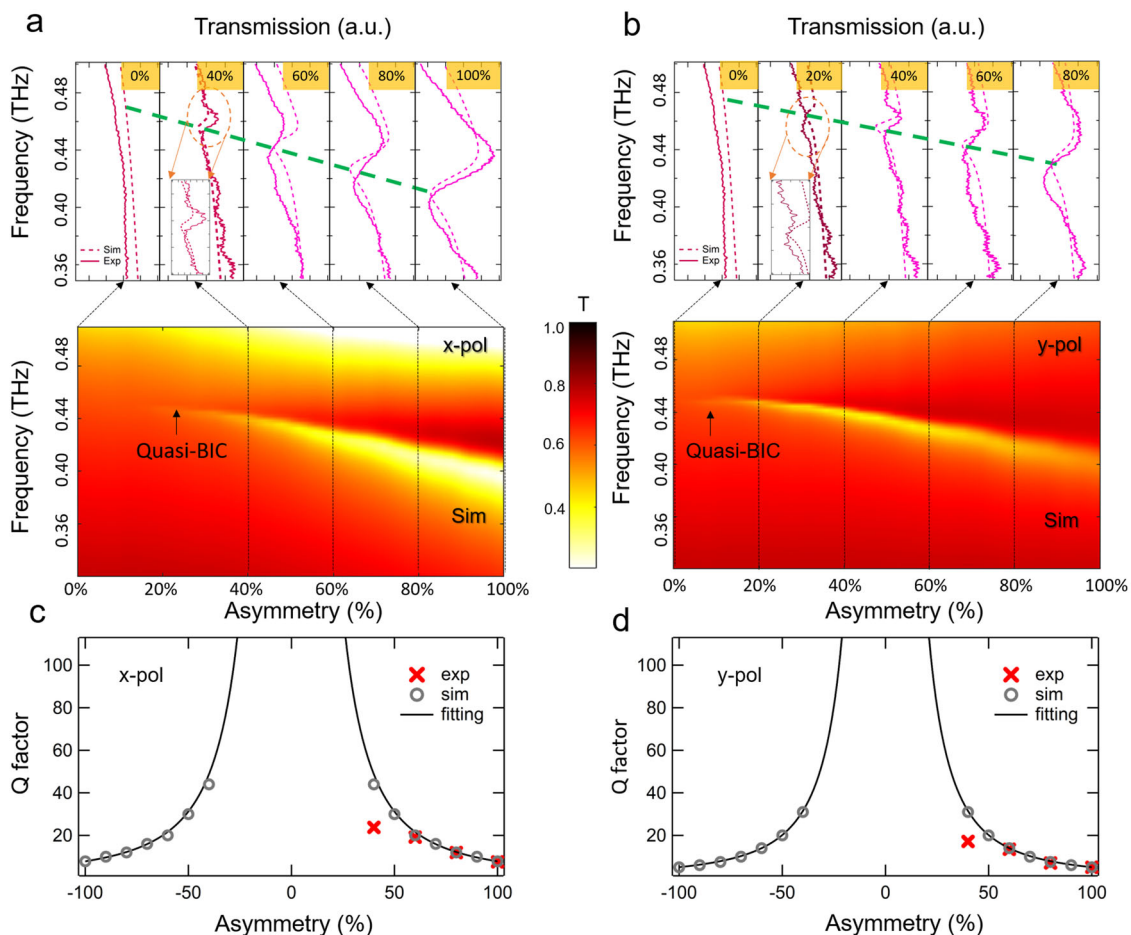 a
Transmission (a.u.)
0%
40%
60%
80%
100%
Frequency (THz)
0.48
0.44
0.40
0.36
Sim
Exp
b
Transmission (a.u.)
0%
20%
40%
60%
80%
Frequency (THz)
0.48
0.44
0.40
0.36
Sim
Exp
x-pol
Quasi-BIC
Sim
Frequency (THz)
0.48
0.44
0.40
0.36
0%
20%
40%
60%
80%
100%
Asymmetry (%)
T
1.0
0.8
0.6
0.4
y-pol
Quasi-BIC
Sim
Frequency (THz)
0.48
0.44
0.40
0.36
0%
20%
40%
60%
80%
100%
Asymmetry (%)
c
x-pol
exp
sim
fitting
Q factor
100
80
60
40
20
-100
-50
0
50
100
Asymmetry (%)
d
y-pol
exp
sim
fitting
Q factor
100
80
60
40
20
-100
-50
0
50
100
Asymmetry (%)